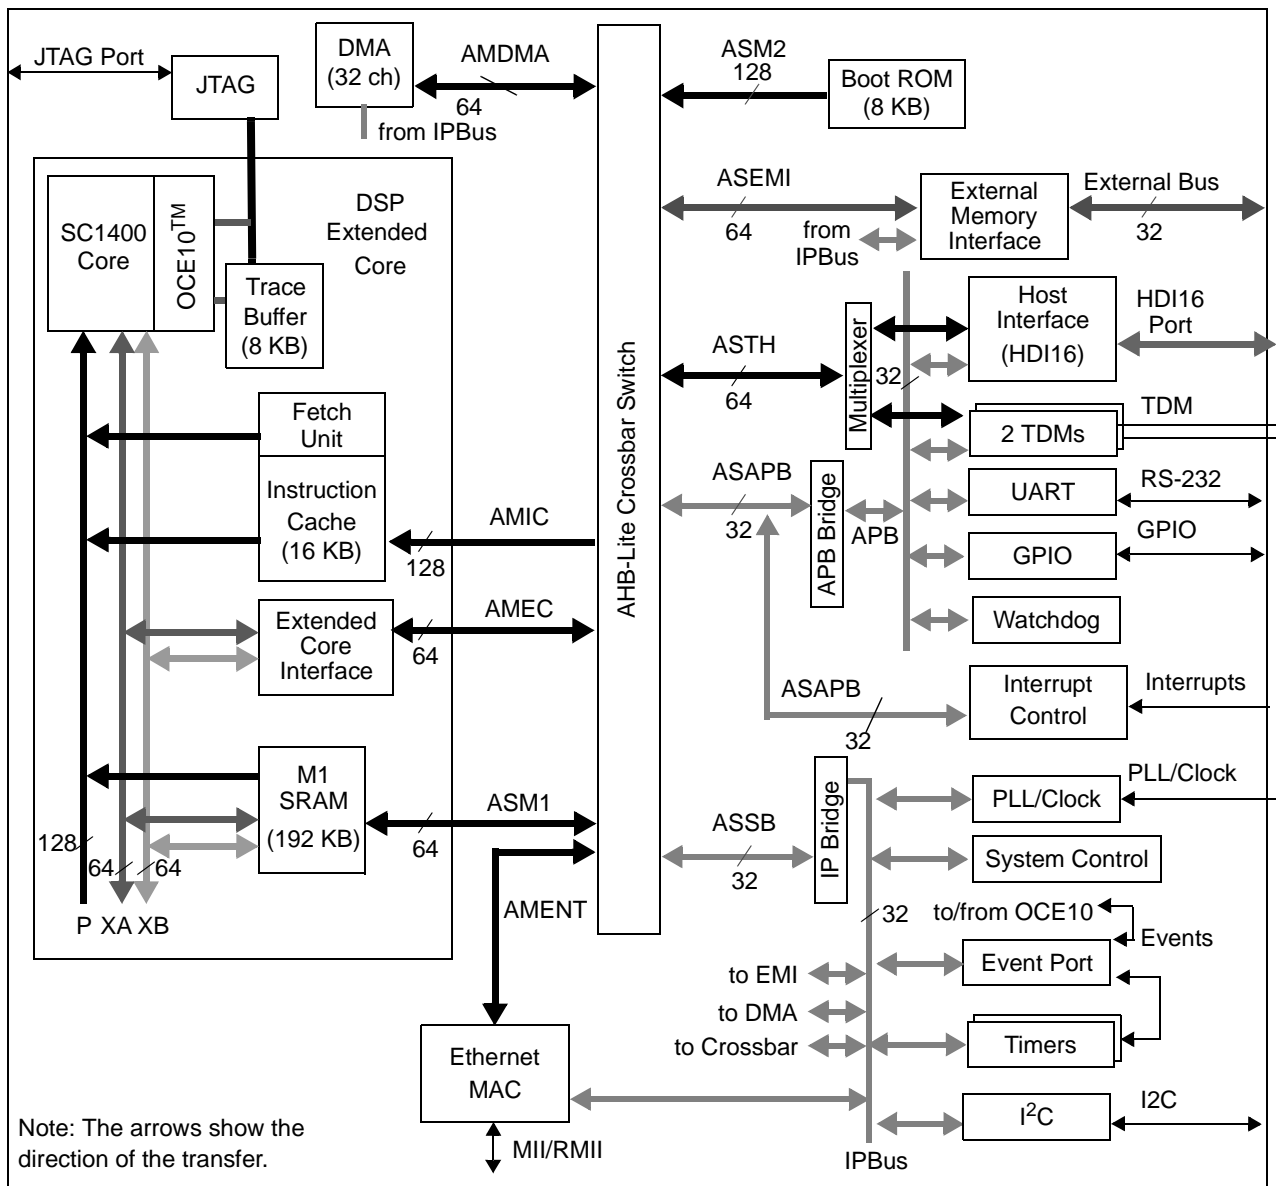 JTAG Port
JTAG
DMA
(32 ch)
AMDMA
64
from IPBus
ASM2
128
Boot ROM
(8 KB)
SC1400
Core
OCE10™
DSP
Extended
Core
Trace
Buffer
(8 KB)
ASEMI
64
from
IPBus
External
Memory
Interface
External Bus
32
AHB-Lite Crossbar Switch
ASTH
64
Multiplexer
32
Host
Interface
(HDI16)
HDI16
Port
2 TDMs
TDM
Fetch
Unit
Instruction
Cache
(16 KB)
AMIC
128
ASAPB
32
APB Bridge
APB
UART
RS-232
GPIO
GPIO
Watchdog
Extended
Core
Interface
AMEC
64
ASAPB
32
Interrupt
Control
Interrupts
M1
SRAM
(192 KB)
ASM1
64
128
64
64
P XA XB
AMENT
ASSB
32
IP Bridge
32
PLL/Clock
PLL/Clock
System Control
to/from OCE10
Events
Event Port
to EMI
to DMA
to Crossbar
Timers
Ethernet
MAC
MII/RMII
I²C
I2C
IPBus
Note: The arrows show the
direction of the transfer.